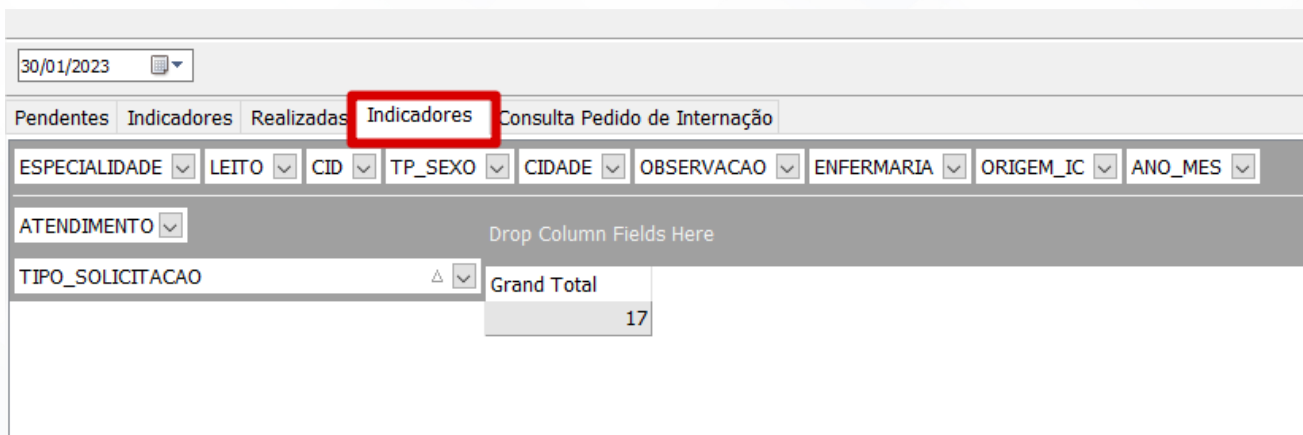 30/01/2023
Pendentes Indicadores Realizadas Indicadores Consulta Pedido de Internação
ESPECIALIDADE LEITO CID TP_SEXO CIDADE OBSERVACAO ENFERMARIA ORIGEM_IC ANO_MES
ATENDIMENTO Drop Column Fields Here
TIPO_SOLICITACAO Grand Total
17